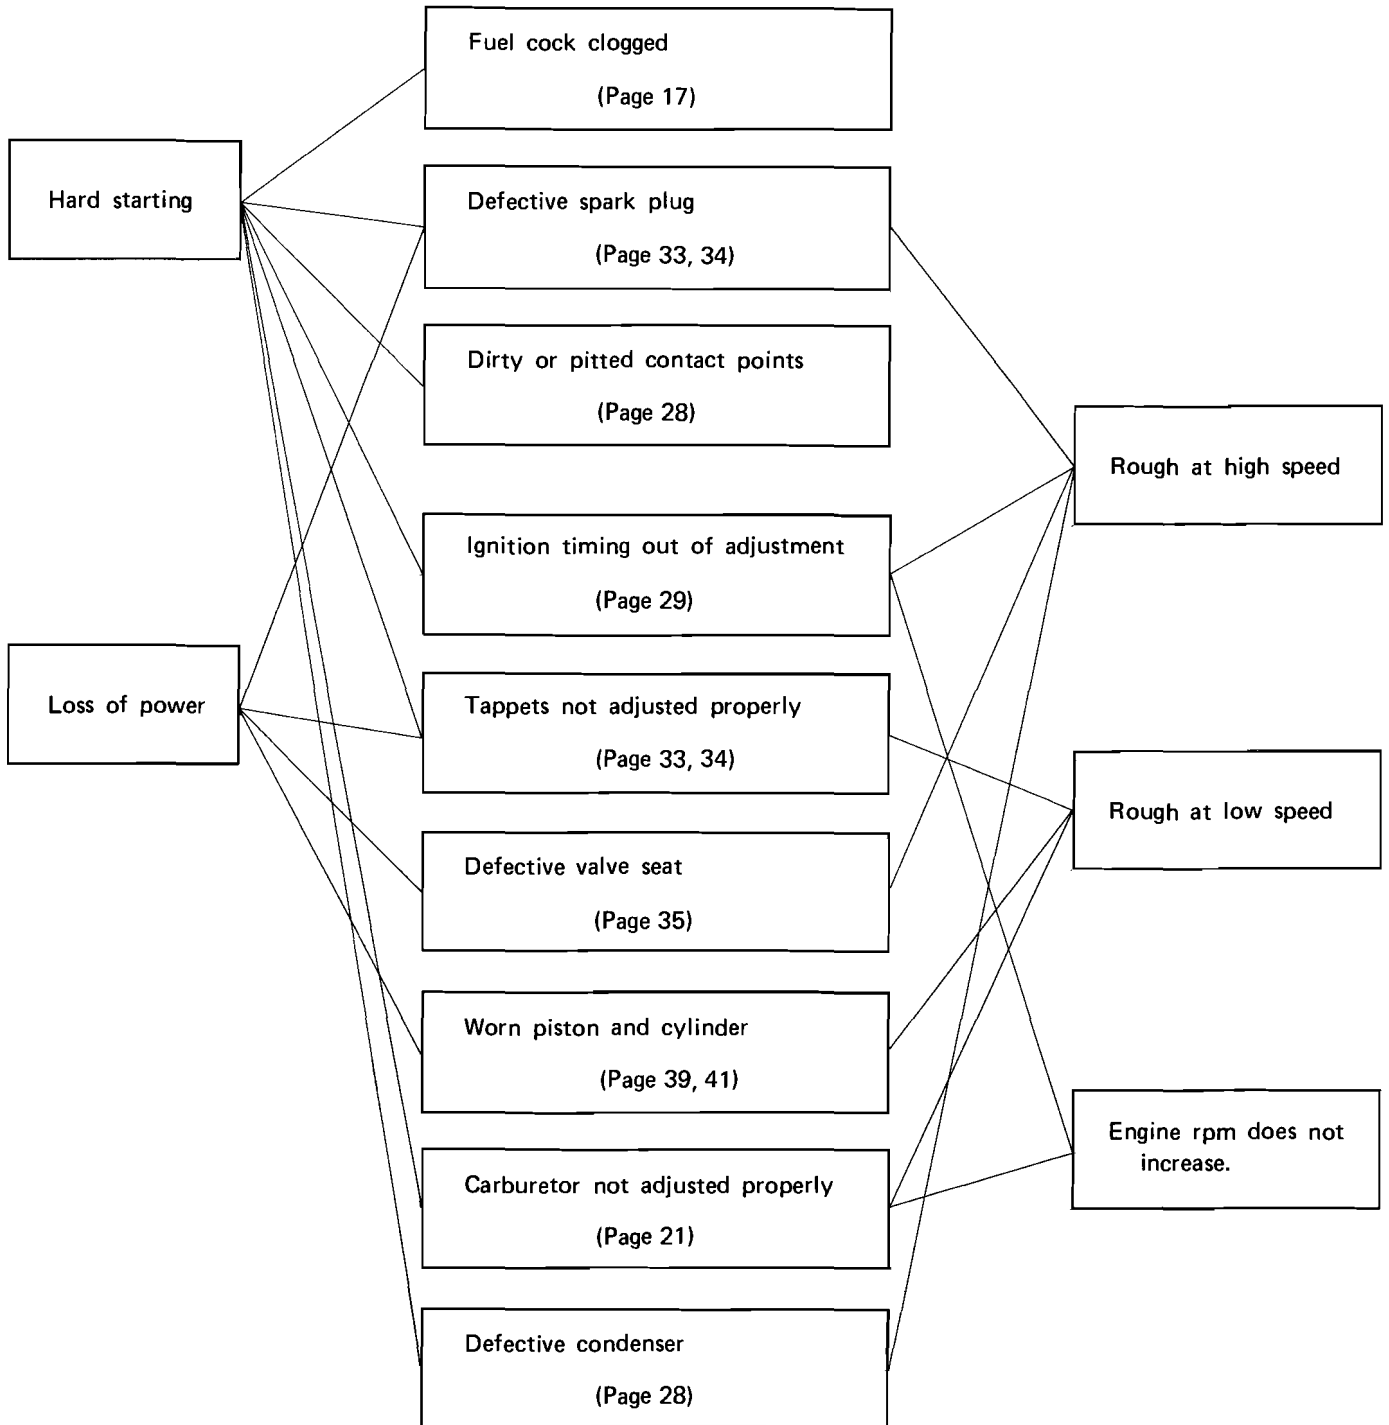 Hard starting
Loss of power
Fuel cock clogged
(Page 17)
Defective spark plug
(Page 33, 34)
Dirty or pitted contact points
(Page 28)
Ignition timing out of adjustment
(Page 29)
Tappets not adjusted properly
(Page 33, 34)
Defective valve seat
(Page 35)
Worn piston and cylinder
(Page 39, 41)
Carburetor not adjusted properly
(Page 21)
Defective condenser
(Page 28)
Rough at high speed
Rough at low speed
Engine rpm does not
increase.